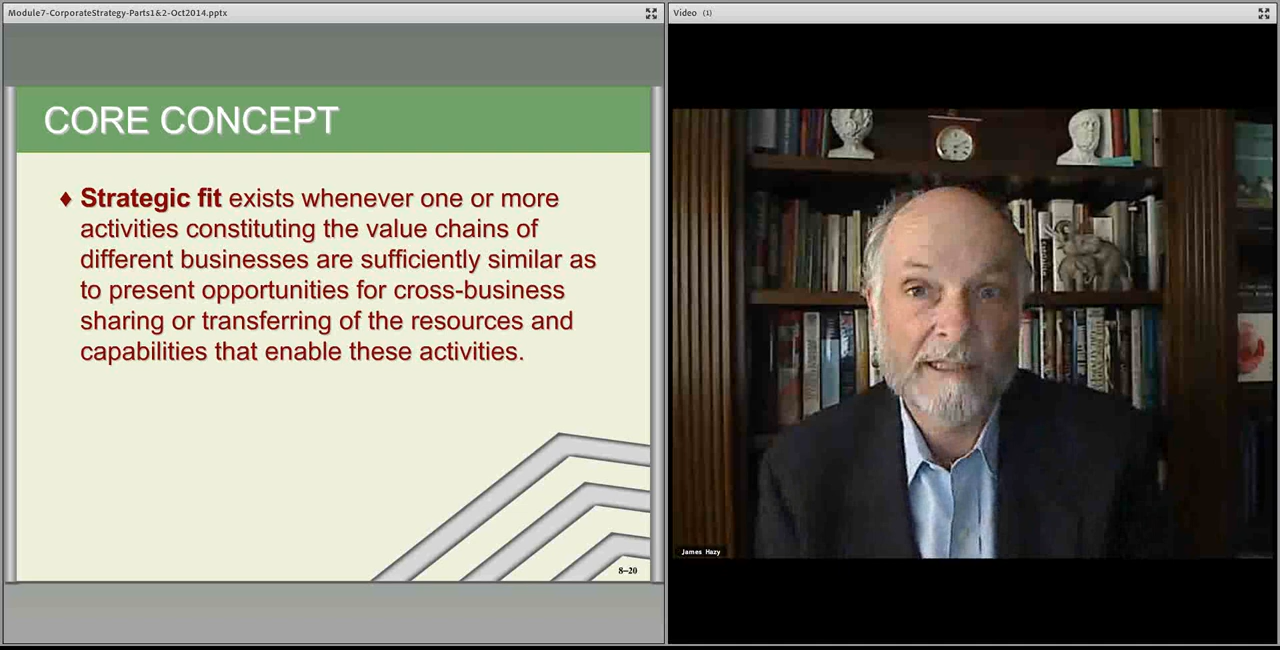 Module7-CorporateStrategy-Parts1&2-Oct2014.pptx
Video (1)
CORE CONCEPT
♦ Strategic fit exists whenever one or more
activities constituting the value chains of
different businesses are sufficiently similar as
to present opportunities for cross-business
sharing or transferring of the resources and
capabilities that enable these activities.
8–20
James Hazy